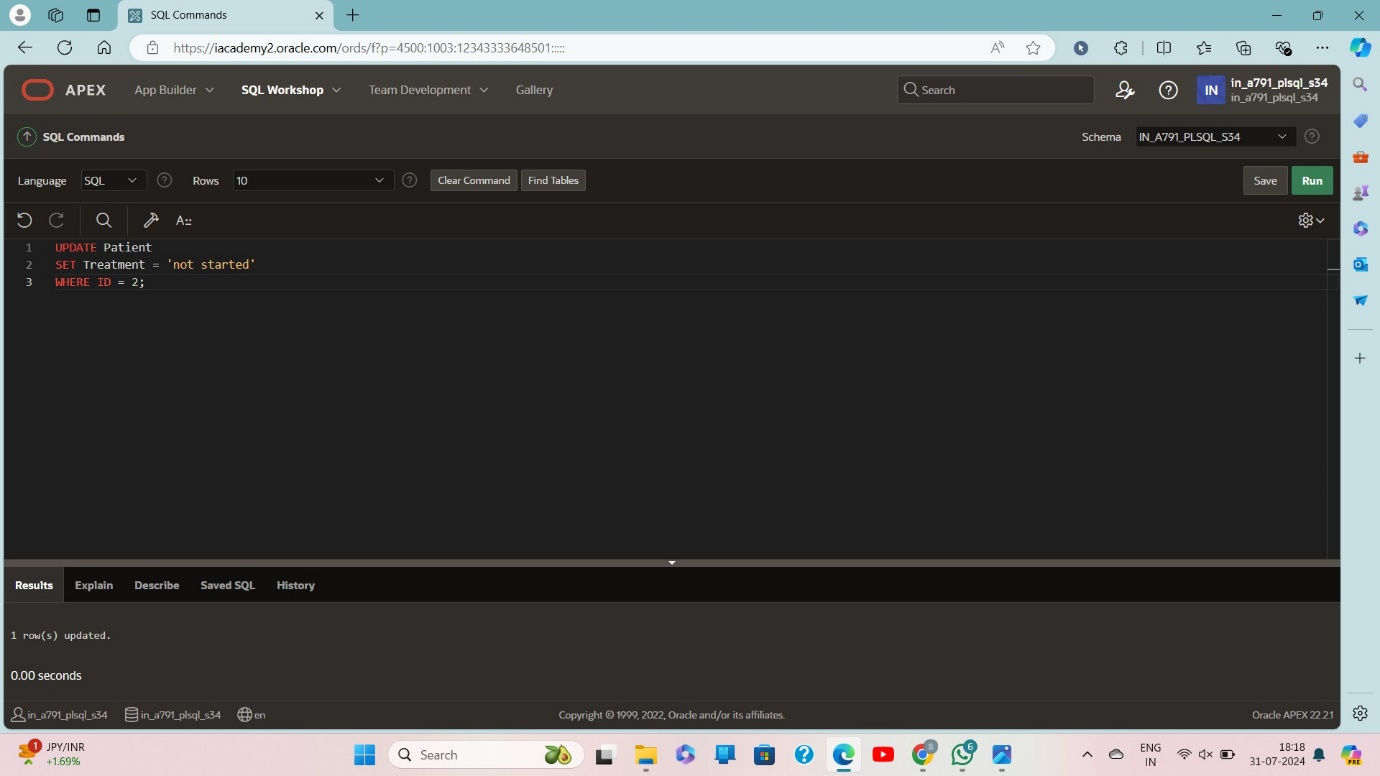 SQL Commands
https://iacademy2.oracle.com/ords/f?p=4500:1003:12343333648501:::::
APEX App Builder SQL Workshop Team Development Gallery Search IN in_a791_plsql_s34
in_a791_plsql_s34
SQL Commands Schema IN_A791_PLSQL_S34
Language SQL Rows 10 Clear Command Find Tables Save Run
A::
1 UPDATE Patient
2 SET Treatment = 'not started'
3 WHERE ID = 2;
Results Explain Describe Saved SQL History
1 row(s) updated.
0.00 seconds
in_a791_plsql_s34 in_a791_plsql_s34 en Copyright © 1999, 2022, Oracle and/or its affiliates. Oracle APEX 22.2.1
1 JPY/INR
+1.69%
Search
S
6
ENG
IN
18:18
31-07-2024
PRE